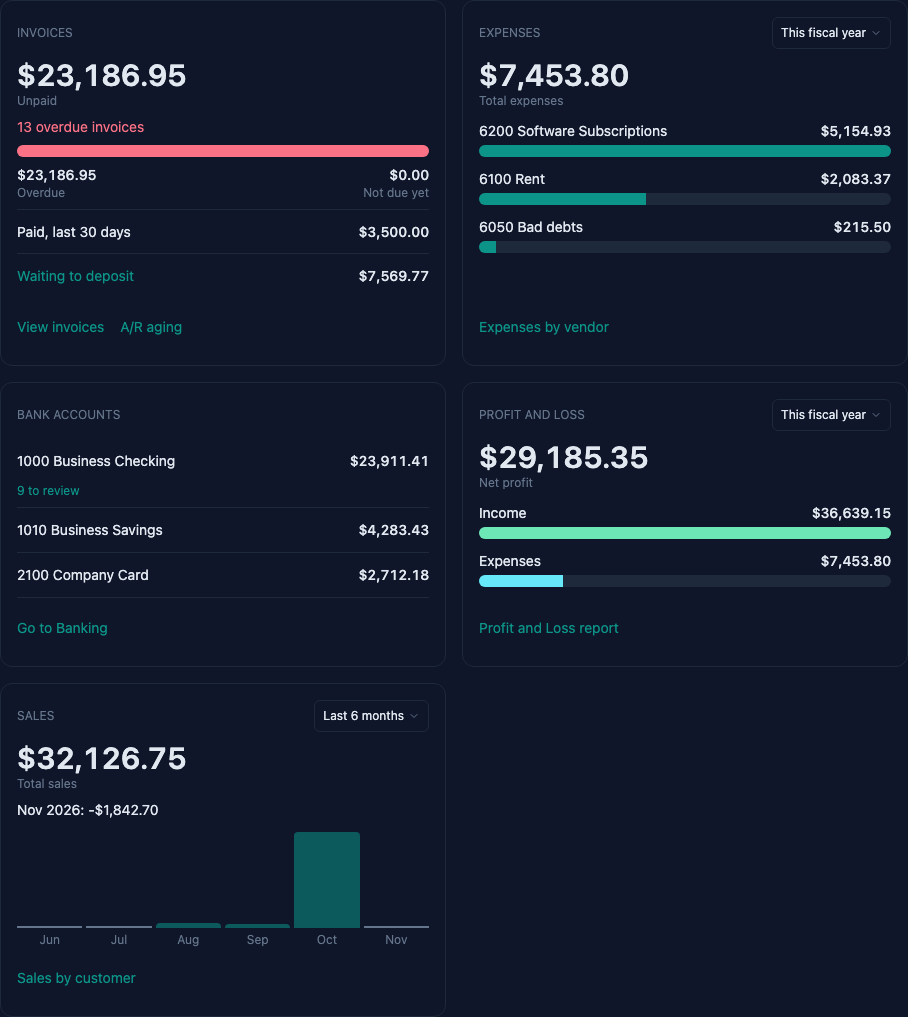 INVOICES
$23,186.95
Unpaid
13 overdue invoices
$23,186.95 $0.00
Overdue Not due yet
Paid, last 30 days $3,500.00
Waiting to deposit $7,569.77
View invoices A/R aging
EXPENSES This fiscal year
$7,453.80
Total expenses
6200 Software Subscriptions $5,154.93
6100 Rent $2,083.37
6050 Bad debts $215.50
Expenses by vendor
BANK ACCOUNTS
1000 Business Checking $23,911.41
9 to review
1010 Business Savings $4,283.43
2100 Company Card $2,712.18
Go to Banking
PROFIT AND LOSS This fiscal year
$29,185.35
Net profit
Income $36,639.15
Expenses $7,453.80
Profit and Loss report
SALES Last 6 months
$32,126.75
Total sales
Nov 2026: -$1,842.70
Jun Jul Aug Sep Oct Nov
Sales by customer